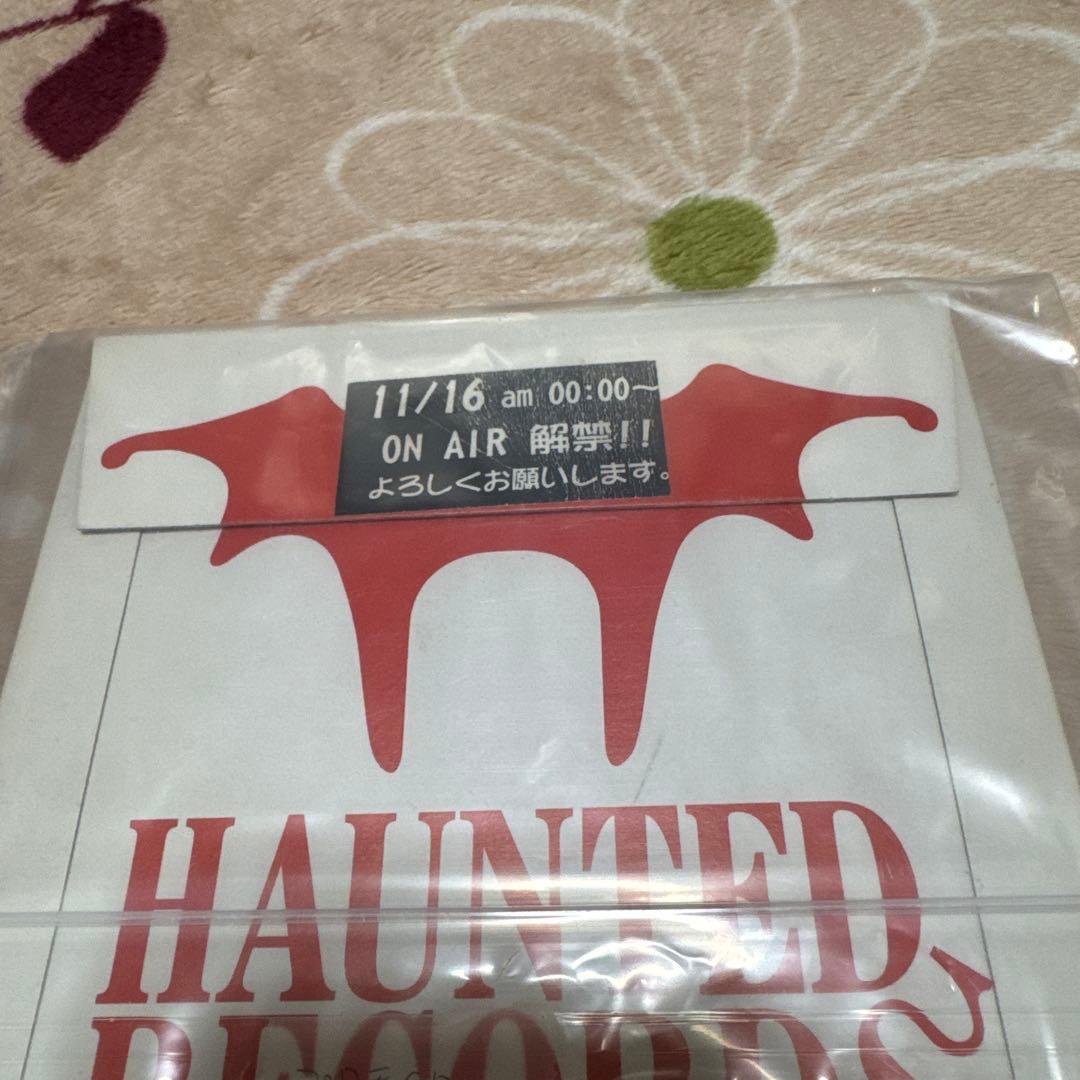 11/16 am 00:00〜
ON AIR 解禁!!
よろしくお願いします。
HAUNTED
RECORDS